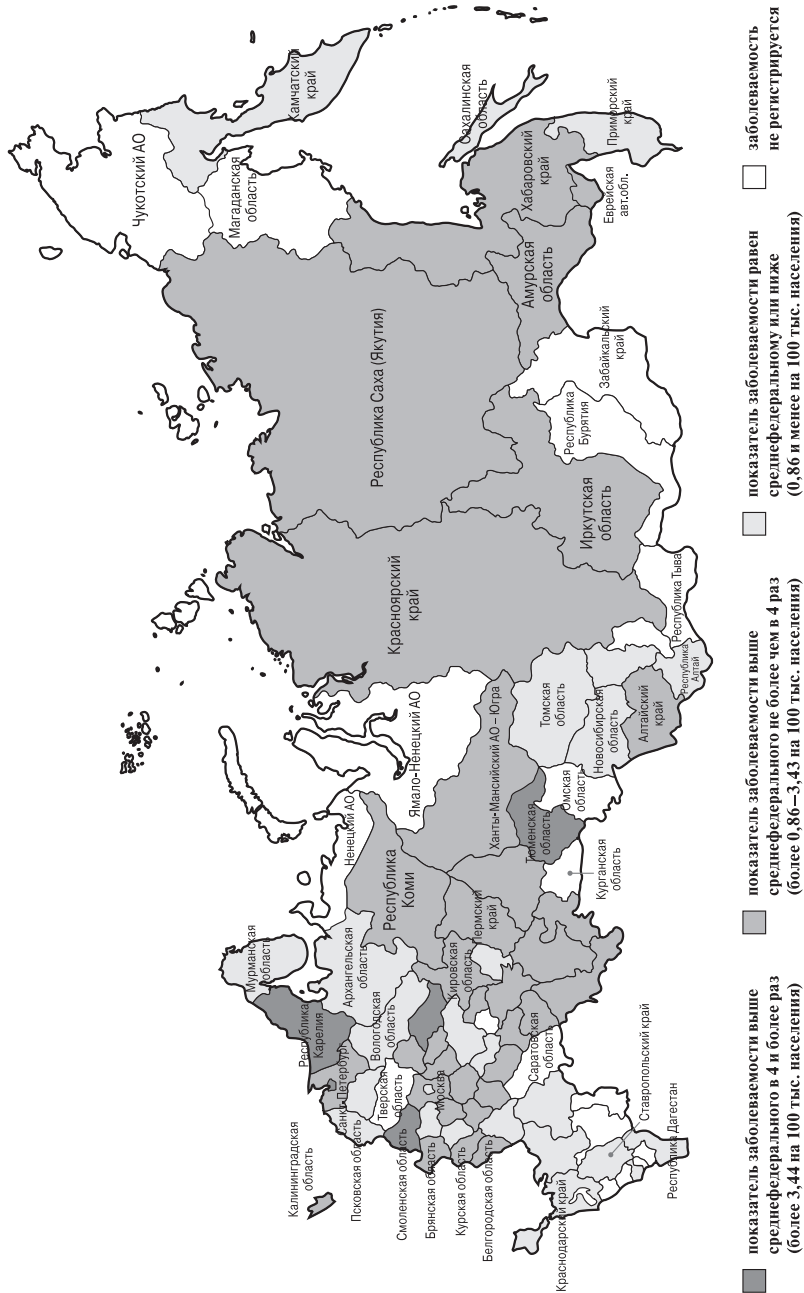 Калининградская
область
Псковская область
Смоленская область
Брянская область
Курская область
Белгородская область
Краснодарский край
Мурманская
область
Республика
Карелия
Санкт-Петербург
Архангельская
область
Вологодская
область
Тверская
область
Москва
Ненецкий АО
Республика
Коми
Кировская
область
Пермский
край
Саратовская
область
Ставропольский край
Республика Дагестан
Ямало-Ненецкий АО
Ханты-Мансийский АО – Югра
Тюменская
область
Курганская
область
Омская
область
Томская
область
Новосибирская
область
Алтайский
край
Республика
Алтай
Республика Тыва
Красноярский
край
Иркутская
область
Республика
Бурятия
Забайкальский
край
Республика Саха (Якутия)
Амурская
область
Чукотский АО
Магаданская
область
Камчатский
край
Сахалинская
область
Хабаровский
край
Приморский
край
Еврейская
авт.обл.
показатель заболеваемости выше
среднефедерального в 4 и более раз
(более 3,44 на 100 тыс. населения)
показатель заболеваемости выше
среднефедерального не более чем в 4 раз
(более 0,86–3,43 на 100 тыс. населения)
показатель заболеваемости равен
среднефедеральному или ниже
(0,86 и менее на 100 тыс. населения)
заболеваемость
не регистрируется